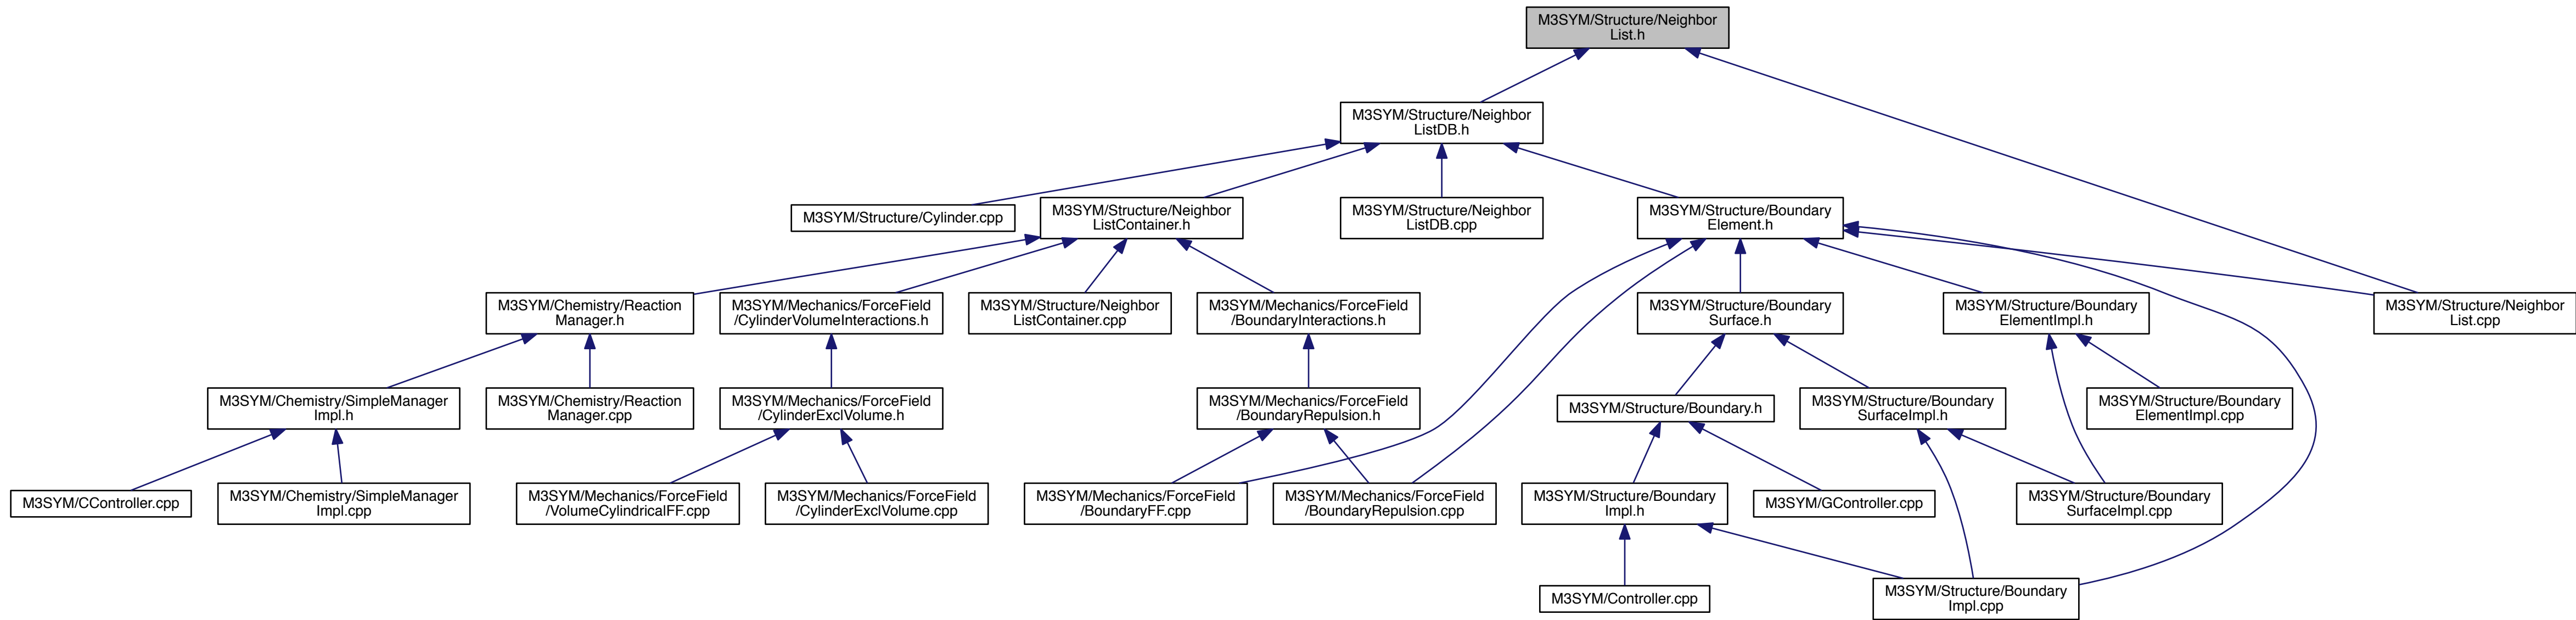 M3SYM/Structure/Neighbor
List.h
M3SYM/Structure/Neighbor
ListDB.h
M3SYM/Structure/Cylinder.cpp
M3SYM/Structure/Neighbor
ListContainer.h
M3SYM/Structure/Neighbor
ListDB.cpp
M3SYM/Structure/Boundary
Element.h
M3SYM/Chemistry/Reaction
Manager.h
M3SYM/Mechanics/ForceField
/CylinderVolumeInteractions.h
M3SYM/Structure/Neighbor
ListContainer.cpp
M3SYM/Mechanics/ForceField
/BoundaryInteractions.h
M3SYM/Structure/Boundary
Surface.h
M3SYM/Structure/Boundary
ElementImpl.h
M3SYM/Structure/Neighbor
List.cpp
M3SYM/Chemistry/SimpleManager
Impl.h
M3SYM/Chemistry/Reaction
Manager.cpp
M3SYM/Mechanics/ForceField
/CylinderExclVolume.h
M3SYM/Mechanics/ForceField
/BoundaryRepulsion.h
M3SYM/Structure/Boundary.h
M3SYM/Structure/Boundary
SurfaceImpl.h
M3SYM/Structure/Boundary
ElementImpl.cpp
M3SYM/CController.cpp
M3SYM/Chemistry/SimpleManager
Impl.cpp
M3SYM/Mechanics/ForceField
/VolumeCylindricalFF.cpp
M3SYM/Mechanics/ForceField
/CylinderExclVolume.cpp
M3SYM/Mechanics/ForceField
/BoundaryFF.cpp
M3SYM/Mechanics/ForceField
/BoundaryRepulsion.cpp
M3SYM/Structure/Boundary
Impl.h
M3SYM/GController.cpp
M3SYM/Structure/Boundary
SurfaceImpl.cpp
M3SYM/Controller.cpp
M3SYM/Structure/Boundary
Impl.cpp